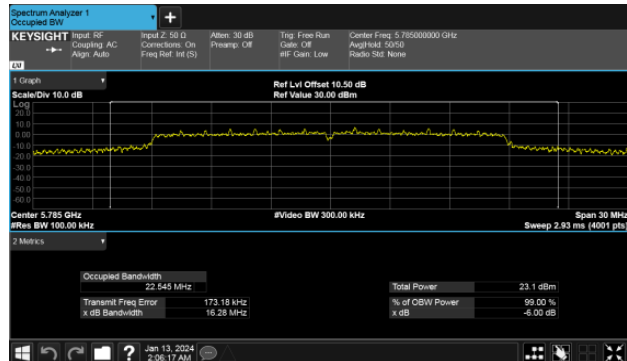 Spectrum Analyzer 1
Occupied BW
+
KEYSIGHT Input: RF Input Z: 50 Ω Atten: 30 dB Trig: Free Run Center Freq: 5.785000000 GHz
Coupling: AC Corrections: On Preamp: Off Gate: Off Avg|Hold: 50/50
Align: Auto Freq Ref: Int (S) #IF Gain: Low Radio Std: None
LXI
1 Graph
Ref Lvl Offset 10.50 dB
Scale/Div 10.0 dB Ref Value 30.00 dBm
Log
20.0
10.0
0.00
-10.0
-20.0
-30.0
-40.0
-50.0
-60.0
Center 5.785 GHz #Video BW 300.00 kHz Span 30 MHz
#Res BW 100.00 kHz Sweep 2.93 ms (4001 pts)
2 Metrics
Occupied Bandwidth
22.545 MHz Total Power 23.1 dBm
Transmit Freq Error 173.18 kHz % of OBW Power 99.00 %
x dB Bandwidth 16.28 MHz x dB -6.00 dB
? Jan 13, 2024
2:06:17 AM